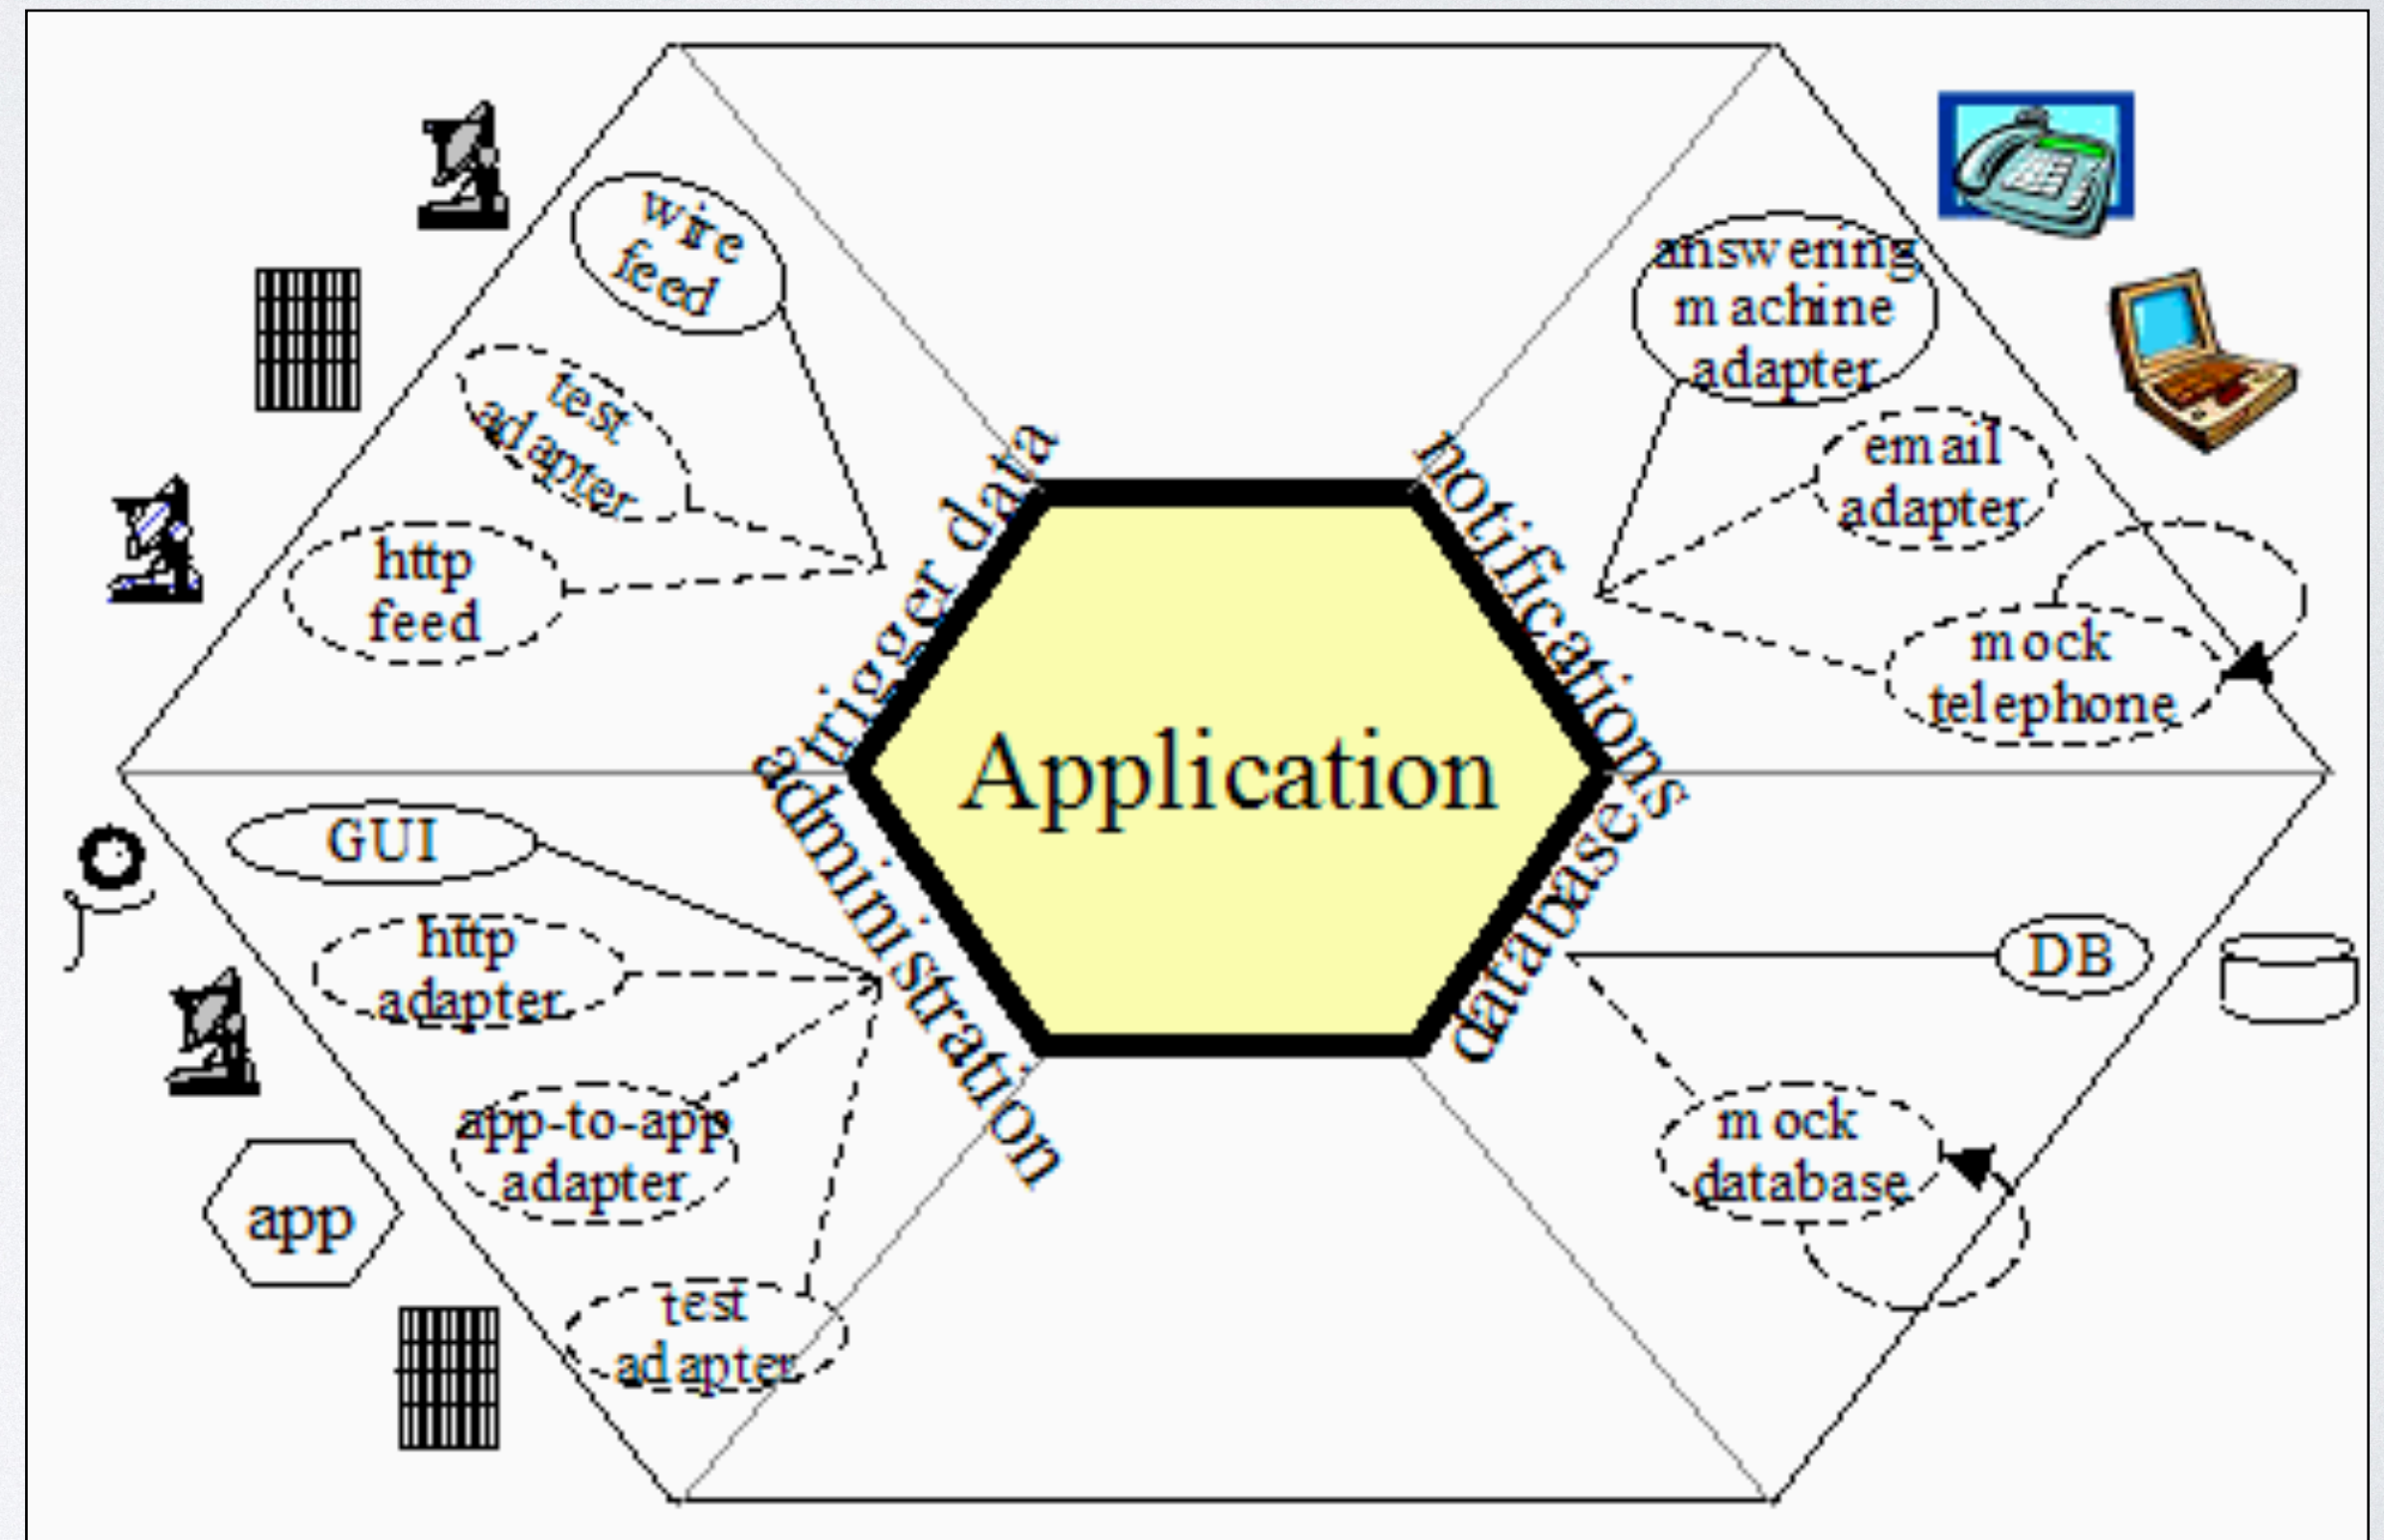 wire
feed
test
adapter
http
feed
trigger data
answering
machine
adapter
email
adapter
mock
telephone
notifications
Application
GUI
http
adapter
app-to-app
adapter
test
adapter
administration
app
databases
DB
mock
database